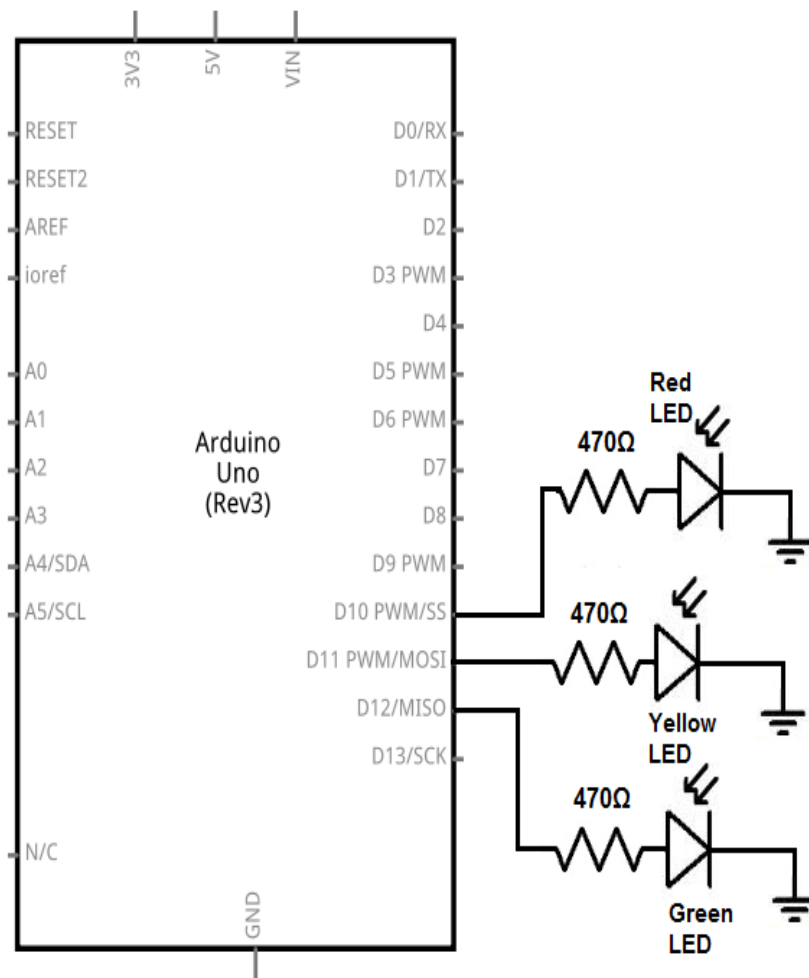 3V3
5V
VIN
RESET
RESET2
AREF
ioref
A0
A1
A2
A3
A4/SDA
A5/SCL
N/C
Arduino
Uno
(Rev3)
D0/RX
D1/TX
D2
D3 PWM
D4
D5 PWM
D6 PWM
D7
D8
D9 PWM
D10 PWM/SS
D11 PWM/MOSI
D12/MISO
D13/SCK
GND
Red
LED
470Ω
470Ω
Yellow
LED
470Ω
Green
LED